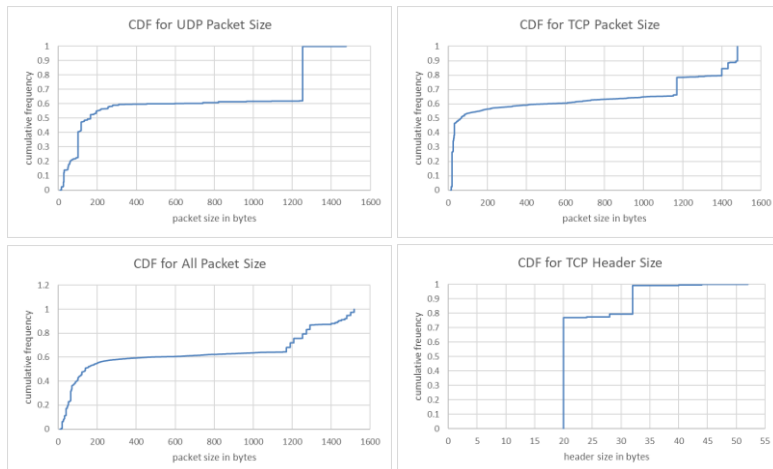 CDF for UDP Packet Size
cumulative frequency
1
0.9
0.8
0.7
0.6
0.5
0.4
0.3
0.2
0.1
0
0 200 400 600 800 1000 1200 1400 1600
packet size in bytes
CDF for TCP Packet Size
cumulative frequency
1
0.9
0.8
0.7
0.6
0.5
0.4
0.3
0.2
0.1
0
0 200 400 600 800 1000 1200 1400 1600
packet size in bytes
CDF for All Packet Size
cumulative frequency
1.2
1
0.8
0.6
0.4
0.2
0
0 200 400 600 800 1000 1200 1400 1600
packet size in bytes
CDF for TCP Header Size
cumulative frequency
1
0.9
0.8
0.7
0.6
0.5
0.4
0.3
0.2
0.1
0
0 5 10 15 20 25 30 35 40 45 50 55
header size in bytes